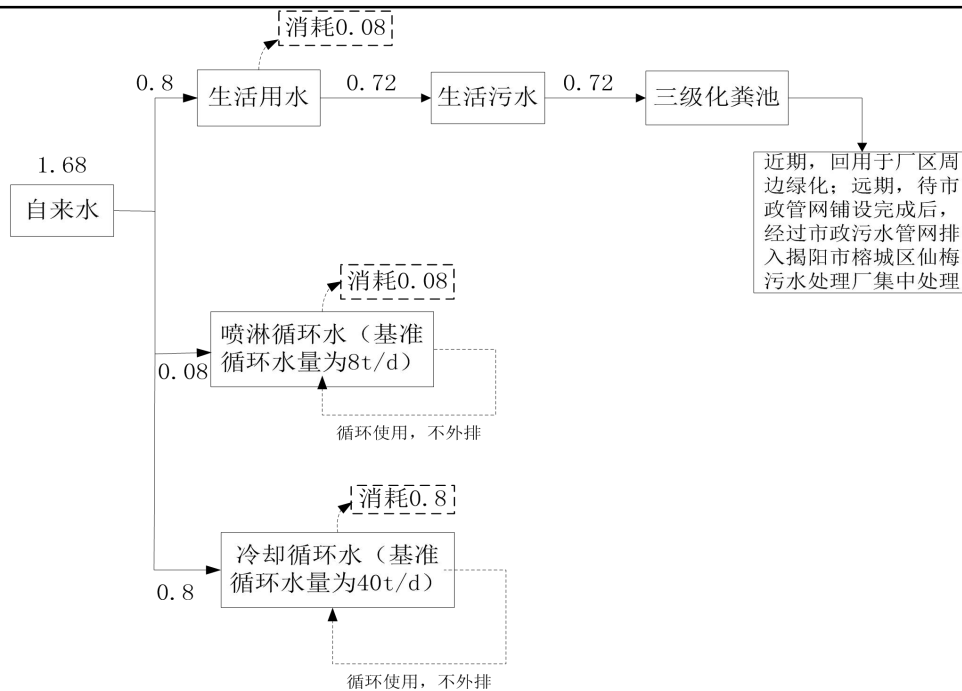 消耗0.08
0.8
生活用水
0.72
生活污水
0.72
三级化粪池
1.68
自来水
近期，回用于厂区周
边绿化；远期，待市
政管网铺设完成后，
经过市政污水管网排
入揭阳市榕城区仙梅
污水处理厂集中处理
消耗0.08
喷淋循环水（基准
循环水量为8t/d）
0.08
循环使用，不外排
消耗0.8
冷却循环水（基准
循环水量为40t/d）
0.8
循环使用，不外排